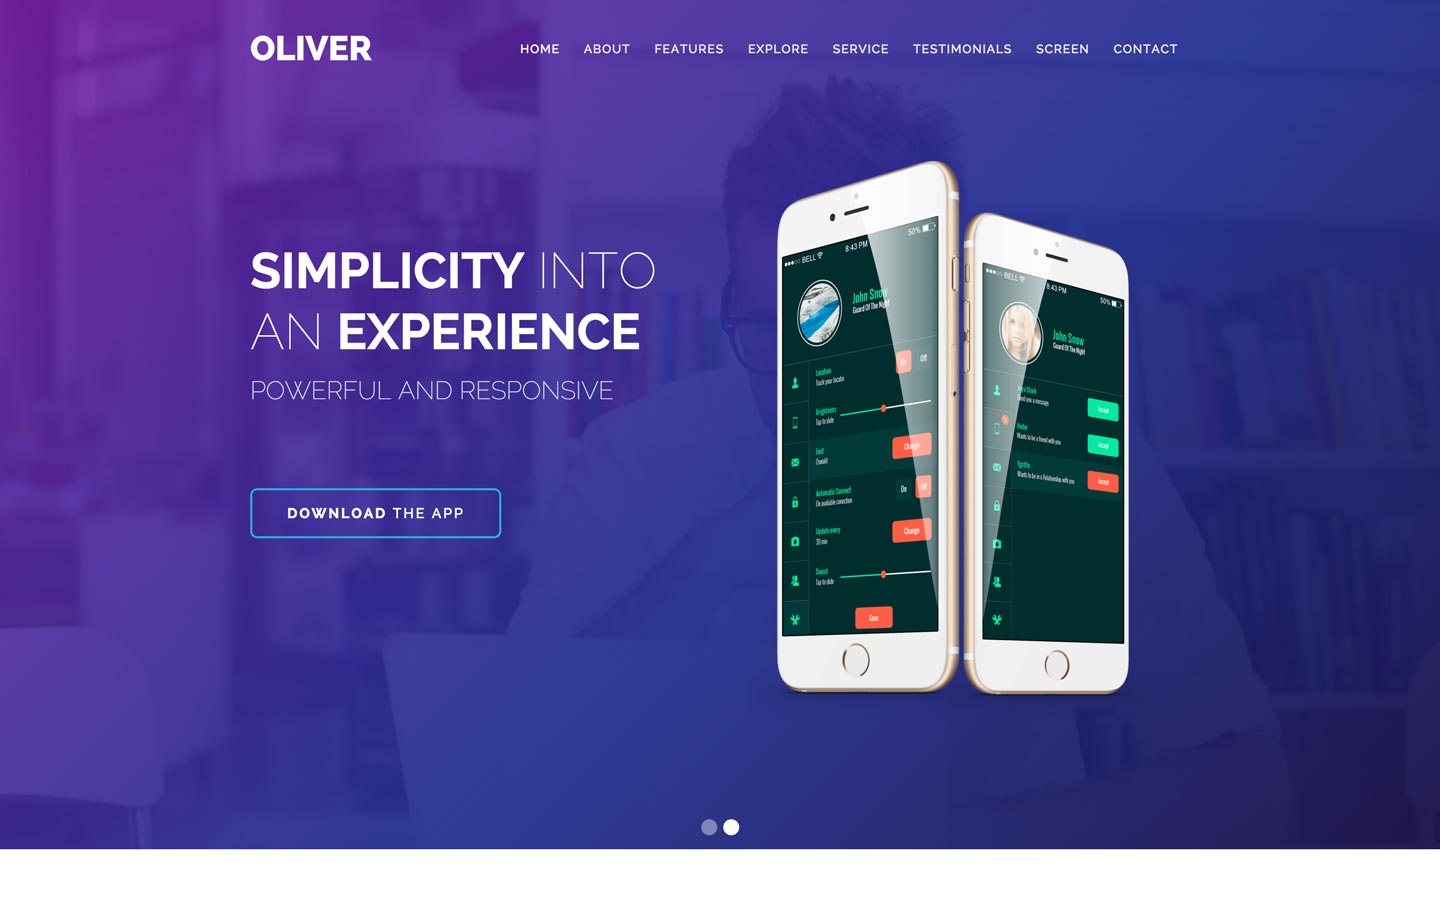 OLIVER
HOME ABOUT FEATURES EXPLORE SERVICE TESTIMONIALS SCREEN CONTACT
SIMPLICITY INTO
AN EXPERIENCE
POWERFUL AND RESPONSIVE
DOWNLOAD THE APP
BELL 8:43 PM 50%
John Snow
Guard Of The Night
Location
Track your locatin
On Off
Brightness
Tap to slide
Font
Oswald
Change
Automatic Connect
On available conection
On Off
Update every
30 min
Change
Sound
Tap to slide
Save
BELL 8:43 PM 50%
John Snow
Guard Of The Night
Arya Stark
Send you a message
Accept
Hodor
Wants to be a friend with you
Accept
Ygritte
Wants to be in a Relationship with you
Accept